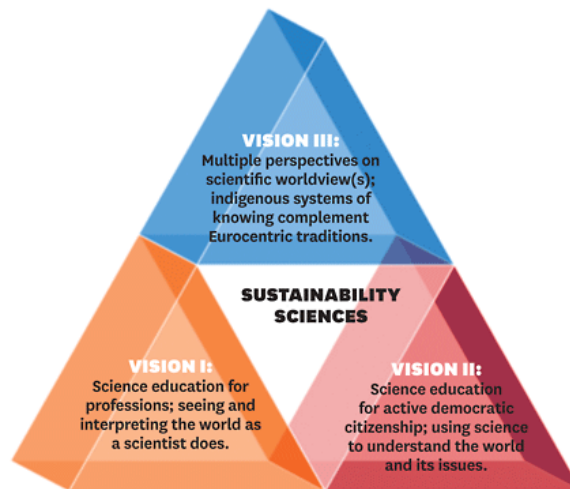 VISION III:
Multiple perspectives on
scientific worldview(s);
indigenous systems of
knowing complement
Eurocentric traditions.
SUSTAINABILITY
SCIENCES
VISION I:
Science education for
professions; seeing and
interpreting the world as
a scientist does.
VISION II:
Science education
for active democratic
citizenship; using science
to understand the world
and its issues.